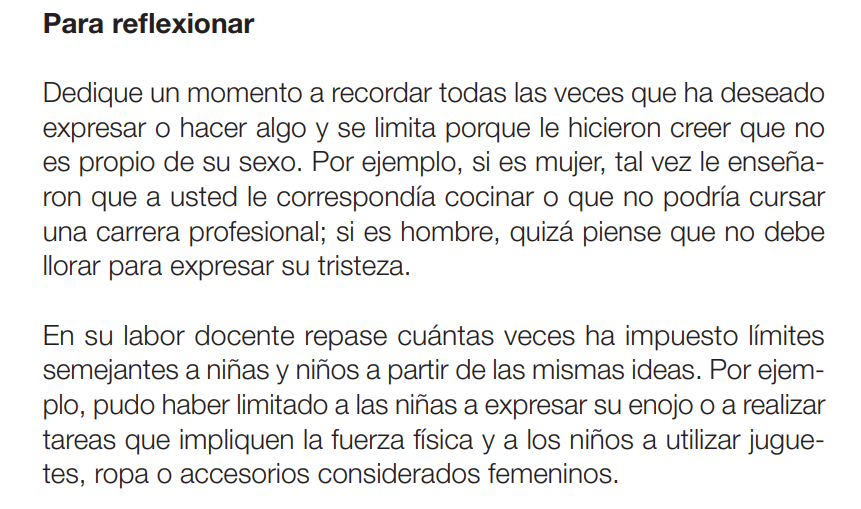 Para reflexionar
Dedique un momento a recordar todas las veces que ha deseado
expresar o hacer algo y se limita porque le hicieron creer que no
es propio de su sexo. Por ejemplo, si es mujer, tal vez le enseña-
ron que a usted le correspondía cocinar o que no podría cursar
una carrera profesional; si es hombre, quizá piense que no debe
llorar para expresar su tristeza.
En su labor docente repase cuántas veces ha impuesto límites
semejantes a niñas y niños a partir de las mismas ideas. Por ejem-
plo, pudo haber limitado a las niñas a expresar su enojo o a realizar
tareas que impliquen la fuerza física y a los niños a utilizar jugue-
tes, ropa o accesorios considerados femeninos.